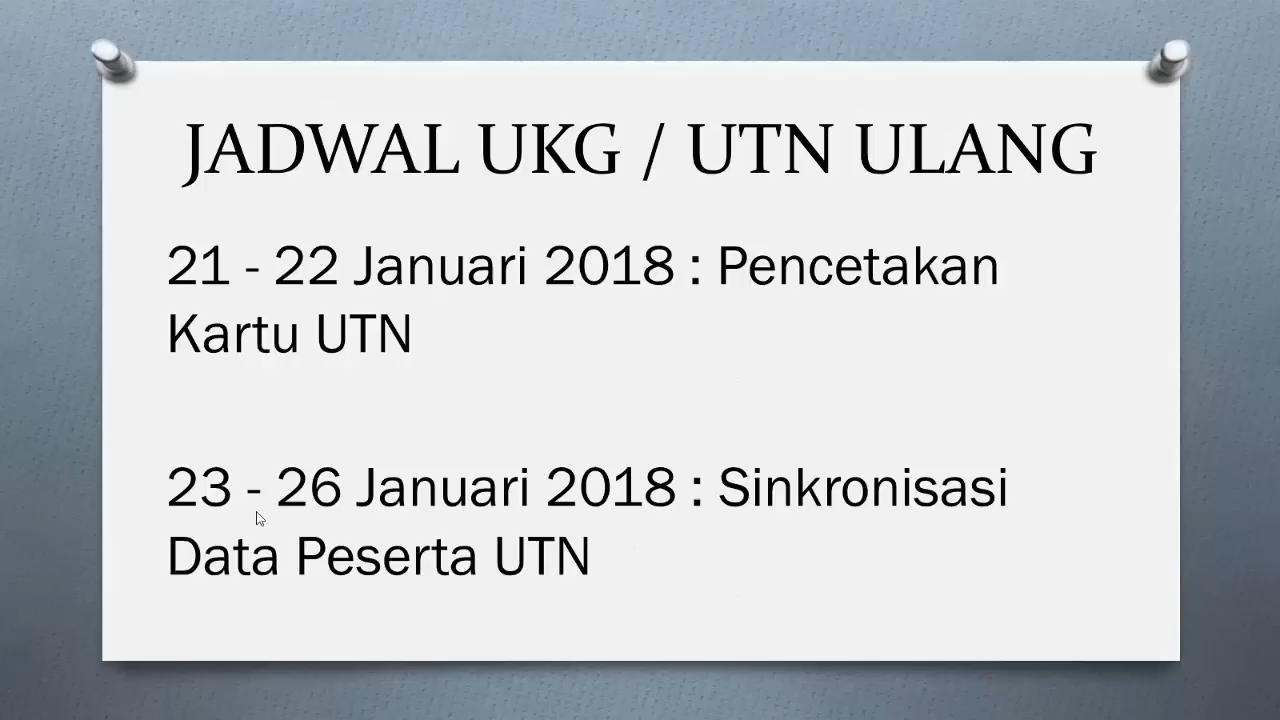 JADWAL UKG / UTN ULANG
21 - 22 Januari 2018 : Pencetakan
Kartu UTN
23 - 26 Januari 2018 : Sinkronisasi
Data Peserta UTN